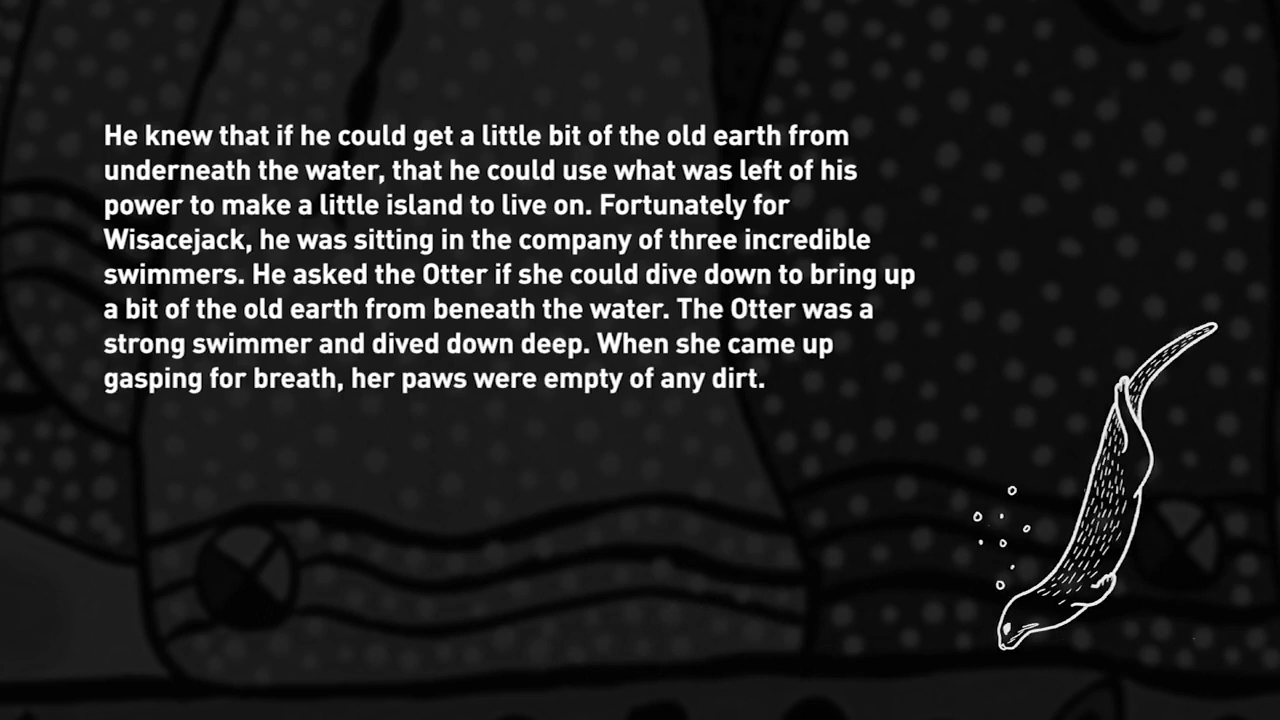 He knew that if he could get a little bit of the old earth from
underneath the water, that he could use what was left of his
power to make a little island to live on. Fortunately for
Wisacejack, he was sitting in the company of three incredible
swimmers. He asked the Otter if she could dive down to bring up
a bit of the old earth from beneath the water. The Otter was a
strong swimmer and dived down deep. When she came up
gasping for breath, her paws were empty of any dirt.